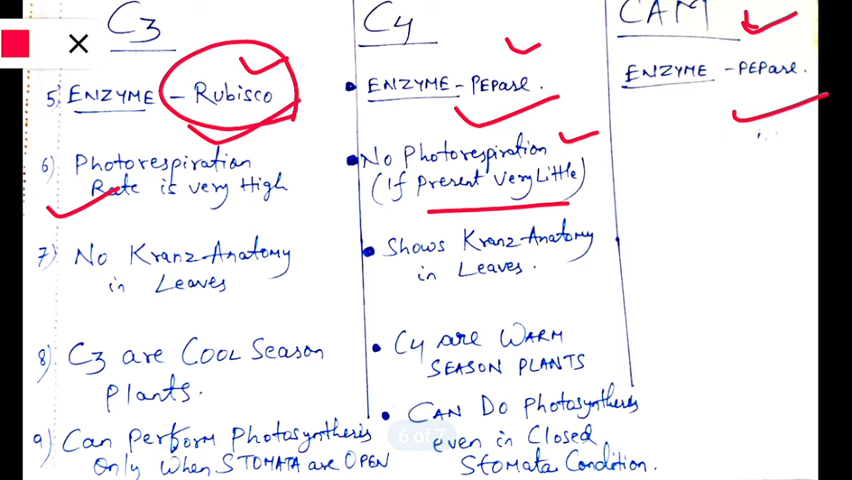 C3
C4
CAM
5) ENZYME - Rubisco
• ENZYME - PEPase.
ENZYME - PEPase.
6) Photorespiration
Rate is very High
• No Photorespiration
(If Present Very Little)
7) No Kranz-Anatomy
in Leaves
• Shows Kranz-Anatomy
in Leaves.
8) C3 are COOL Season
plants.
• C4 are WARM
SEASON PLANTS
9) Can perform Photosynthesis
Only When STOMATA are OPEN
• CAN Do Photosynthesis
even in Closed
Stomata Condition.
6 of 7